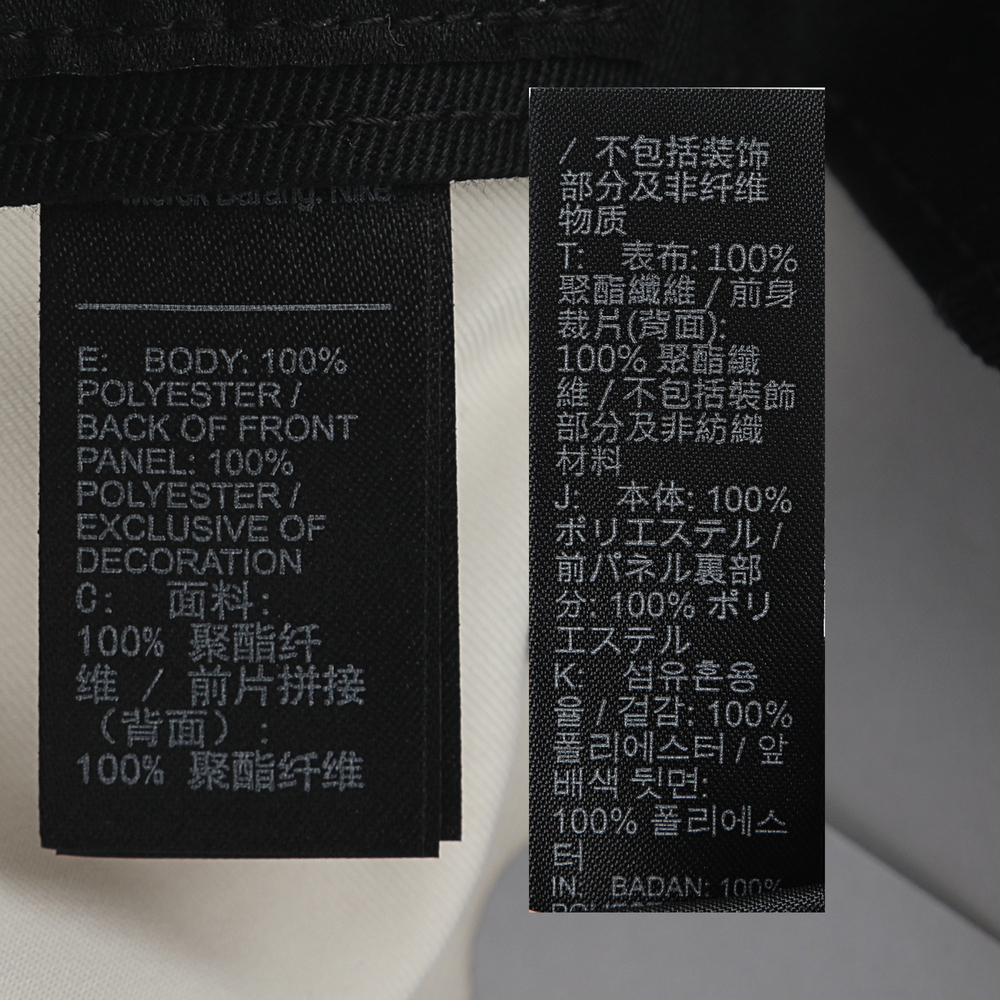 Merek Barang: Nike
E: BODY: 100%
POLYESTER /
BACK OF FRONT
PANEL: 100%
POLYESTER /
EXCLUSIVE OF
DECORATION
C: 面料:
100% 聚酯纤
维 / 前片拼接
（背面）:
100% 聚酯纤维
/ 不包括装饰
部分及非纤维
物质
T: 表布: 100%
聚酯纖維 / 前身
裁片(背面):
100% 聚酯纖
維 / 不包括裝飾
部分及非紡織
材料
J: 本体: 100%
ポリエステル /
前パネル裏部
分: 100% ポリ
エステル
K: 섬유혼용
율 / 겉감: 100%
폴리에스터 / 앞
배색 뒷면:
100% 폴리에스
터
IN: BADAN: 100%